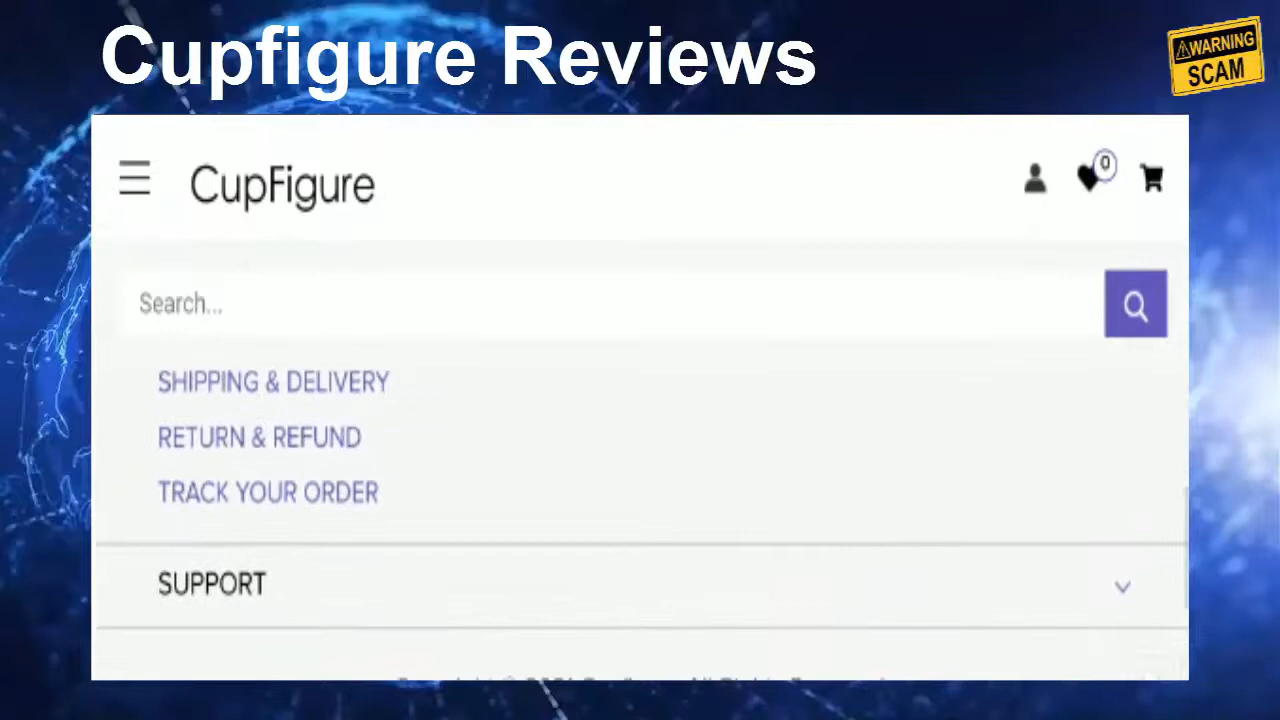 Cupfigure Reviews
WARNING
SCAM
CupFigure
0
Search...
SHIPPING & DELIVERY
RETURN & REFUND
TRACK YOUR ORDER
SUPPORT